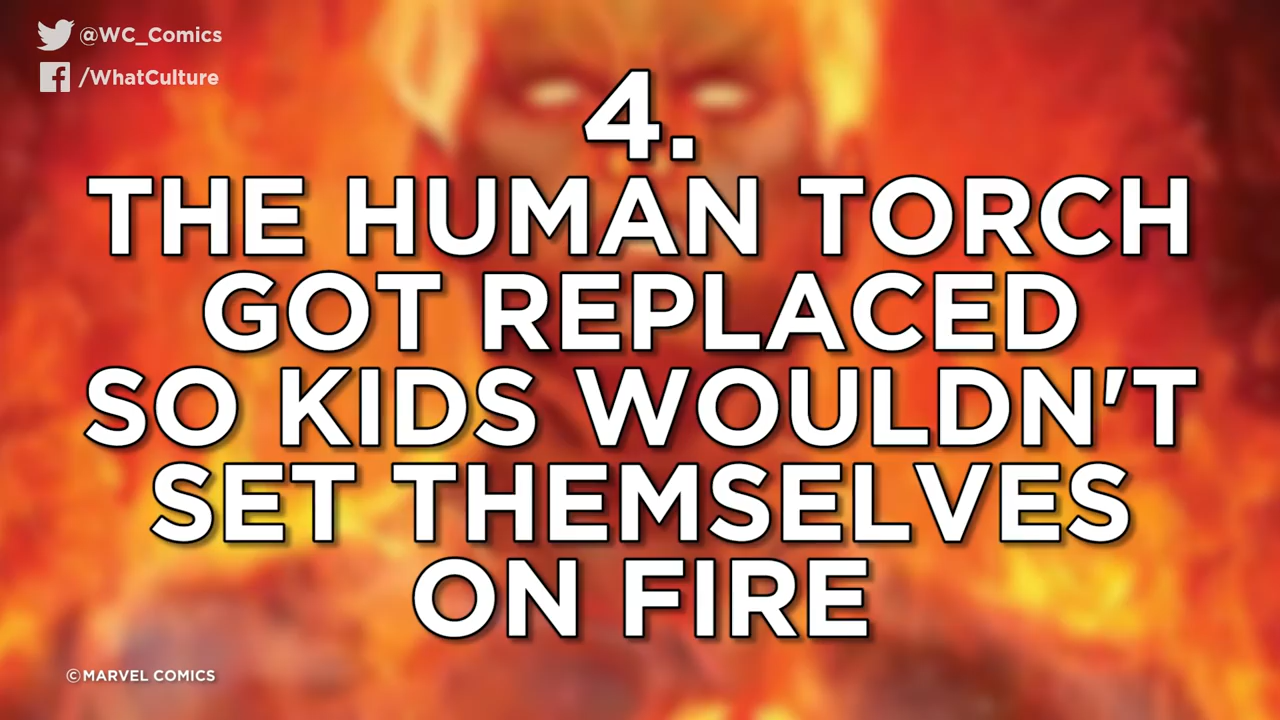 @WC_Comics
/WhatCulture
4.
THE HUMAN TORCH
GOT REPLACED
SO KIDS WOULDN'T
SET THEMSELVES
ON FIRE
©MARVEL COMICS